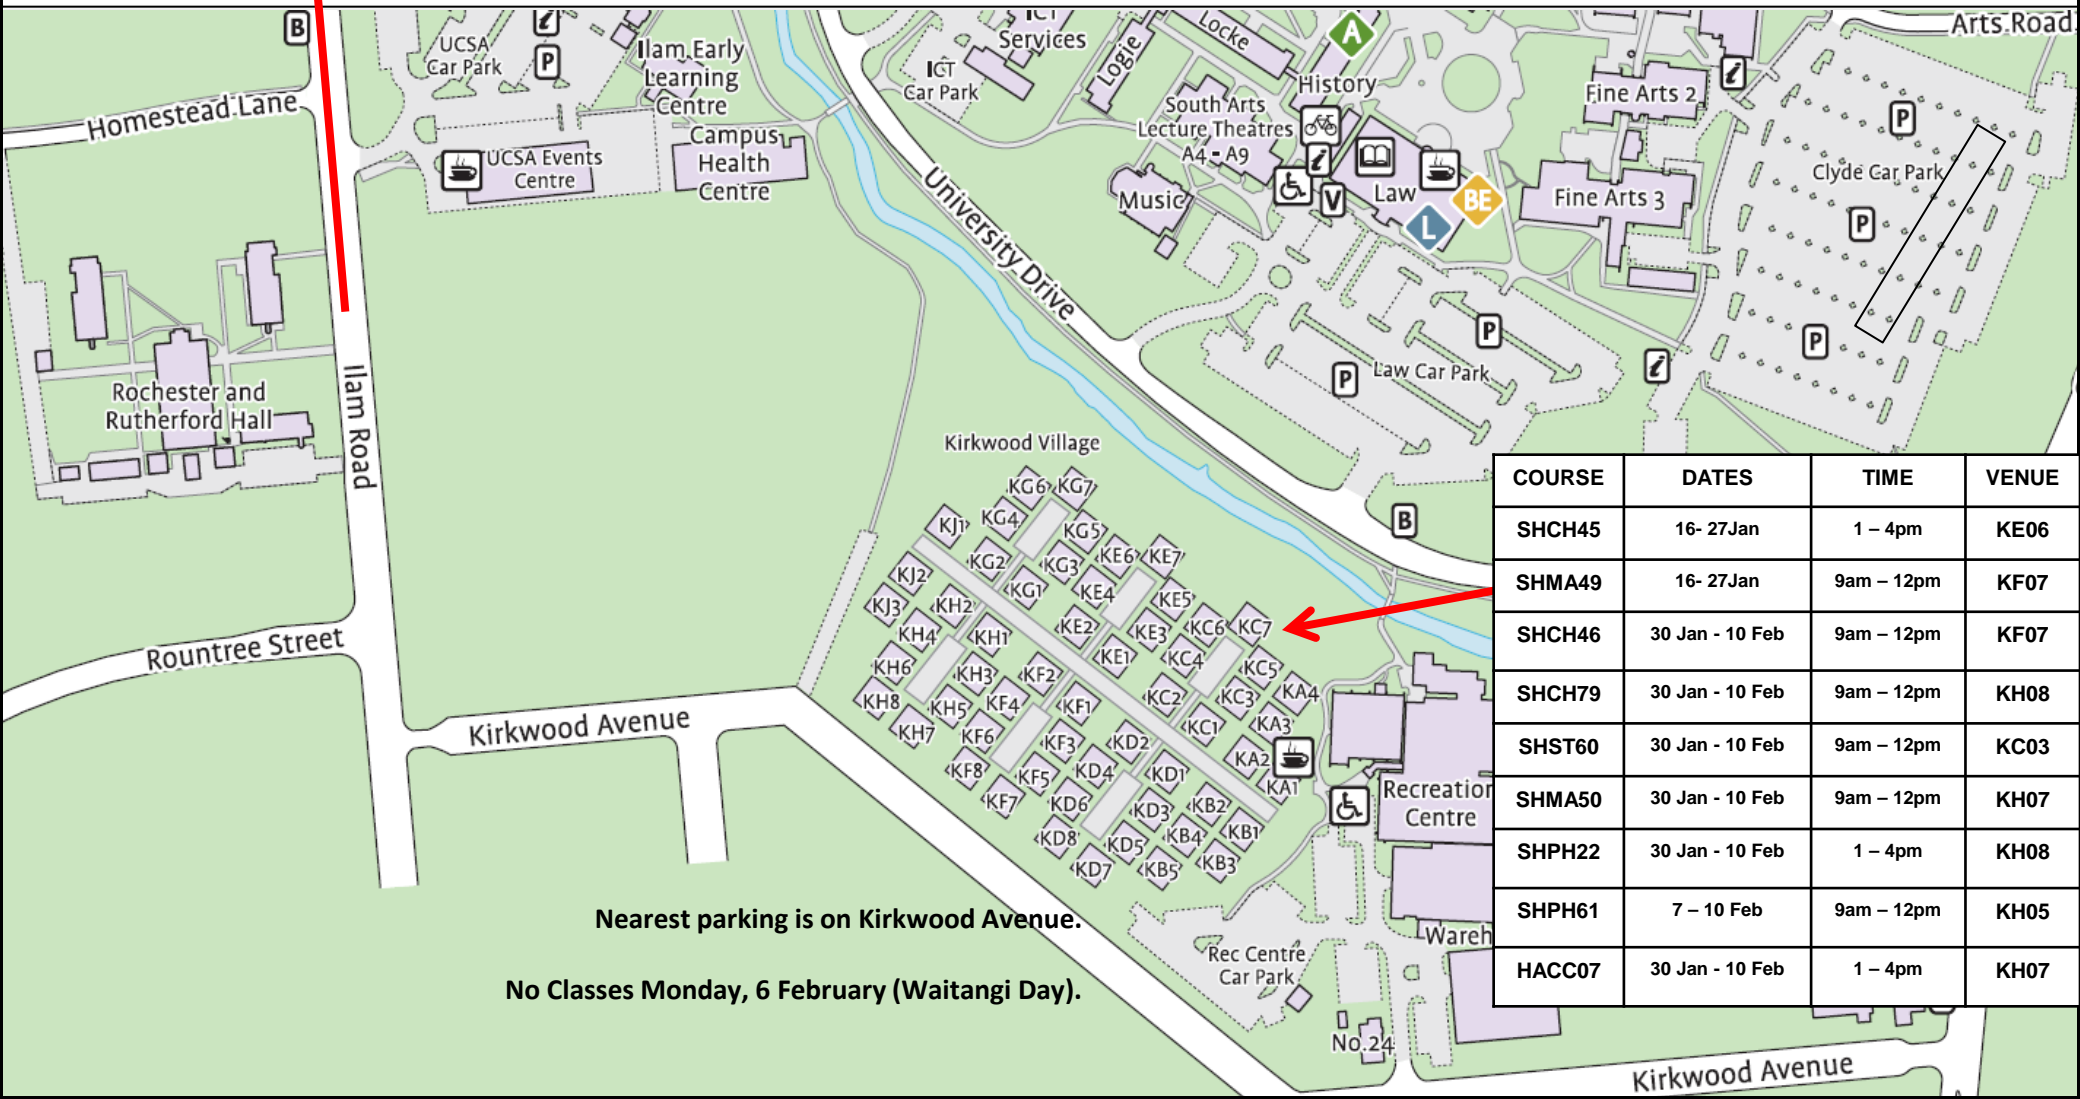 B
UCSA
Car Park
i
P
Ilam Early
Learning
Centre
ICT
Services
ICT
Car Park
Logie
Locke
A
History
South Arts
Lecture Theatres
A4 - A9
i
V
Law
BE
L
Music
Fine Arts 2
i
Fine Arts 3
Arts Road
P
Clyde Car Park
P
P
Homestead Lane
UCSA Events
Centre
Campus
Health
Centre
University Drive
P
Law Car Park
P
i
B
Rochester and
Rutherford Hall
Ilam Road
Rountree Street
Kirkwood Avenue
Kirkwood Village
KG6 KG7
KJ1 KG4 KG5
KG2 KG3 KE6 KE7
KJ2 KG1 KE4 KE5
KJ3 KH2 KE2 KE3 KC6 KC7
KH4 KH1 KE1 KC4 KC5
KH6 KH3 KF2 KC2 KC3 KA4
KH8 KH5 KF4 KF1 KC1 KA3
KH7 KF6 KF3 KD2 KA2
KF8 KF5 KD4 KD1 KA1
KF7 KD6 KD3 KB2
KD8 KD5 KB4 KB1
KD7 KB5 KB3
Recreation
Centre
Wareh
Rec Centre
Car Park
No.24
Kirkwood Avenue
Nearest parking is on Kirkwood Avenue.
No Classes Monday, 6 February (Waitangi Day).
COURSE DATES TIME VENUE
SHCH45 16- 27Jan 1 – 4pm KE06
SHMA49 16- 27Jan 9am – 12pm KF07
SHCH46 30 Jan - 10 Feb 9am – 12pm KF07
SHCH79 30 Jan - 10 Feb 9am – 12pm KH08
SHST60 30 Jan - 10 Feb 9am – 12pm KC03
SHMA50 30 Jan - 10 Feb 9am – 12pm KH07
SHPH22 30 Jan - 10 Feb 1 – 4pm KH08
SHPH61 7 – 10 Feb 9am – 12pm KH05
HACC07 30 Jan - 10 Feb 1 – 4pm KH07